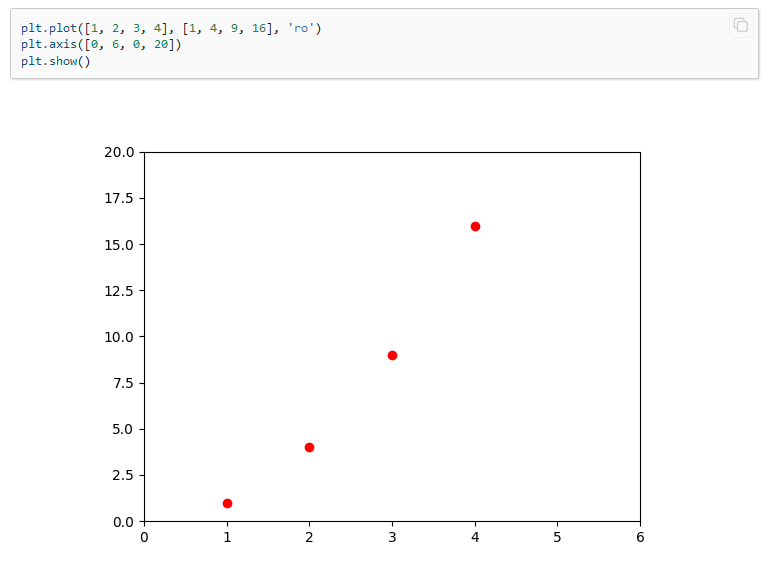 plt.plot([1, 2, 3, 4], [1, 4, 9, 16], 'ro')
plt.axis([0, 6, 0, 20])
plt.show()
20.0
17.5
15.0
12.5
10.0
7.5
5.0
2.5
0.0
0 1 2 3 4 5 6